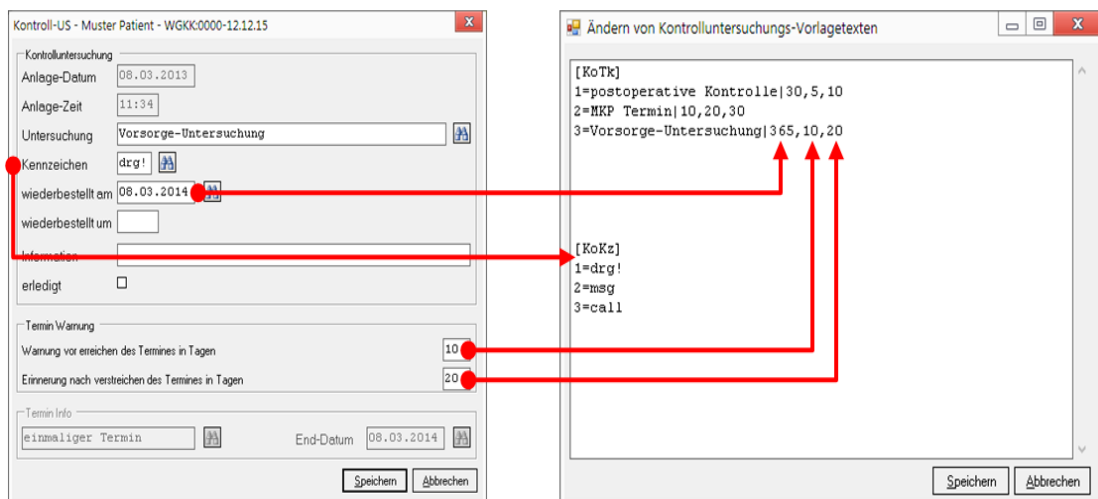 Kontroll-US - Muster Patient - WGKK:0000-12.12.15
Kontrolluntersuchung
Anlage-Datum 08.03.2013
Anlage-Zeit 11:34
Untersuchung Vorsorge-Untersuchung
Kennzeichen drg!
wiederbestellt am 08.03.2014
wiederbestellt um
Information
erledigt
Termin Warnung
Warnung vor erreichen des Termines in Tagen 10
Erinnerung nach verstreichen des Termines in Tagen 20
Termin Info
einmaliger Termin End-Datum 08.03.2014
Speichern Abbrechen
Ändern von Kontrolluntersuchungs-Vorlagetexten
[KoTk]
1=postoperative Kontrolle|30,5,10
2=MKP Termin|10,20,30
3=Vorsorge-Untersuchung|365,10,20
[KoKz]
1=drg!
2=msg
3=call
Speichern Abbrechen